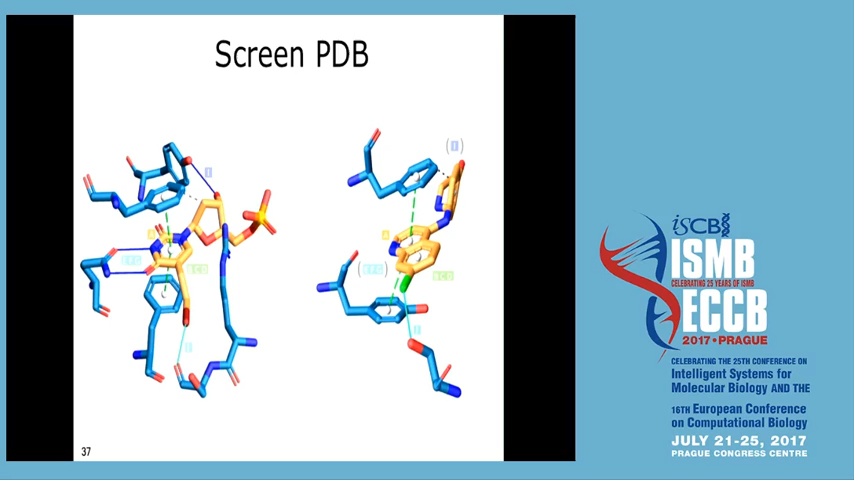 Screen PDB
37
iSCB
ISMB
CELEBRATING 25 YEARS OF ISMB
ECCB
2017 • PRAGUE
CELEBRATING THE 25TH CONFERENCE ON
Intelligent Systems for
Molecular Biology AND THE
16TH European Conference
on Computational Biology
JULY 21-25, 2017
PRAGUE CONGRESS CENTRE